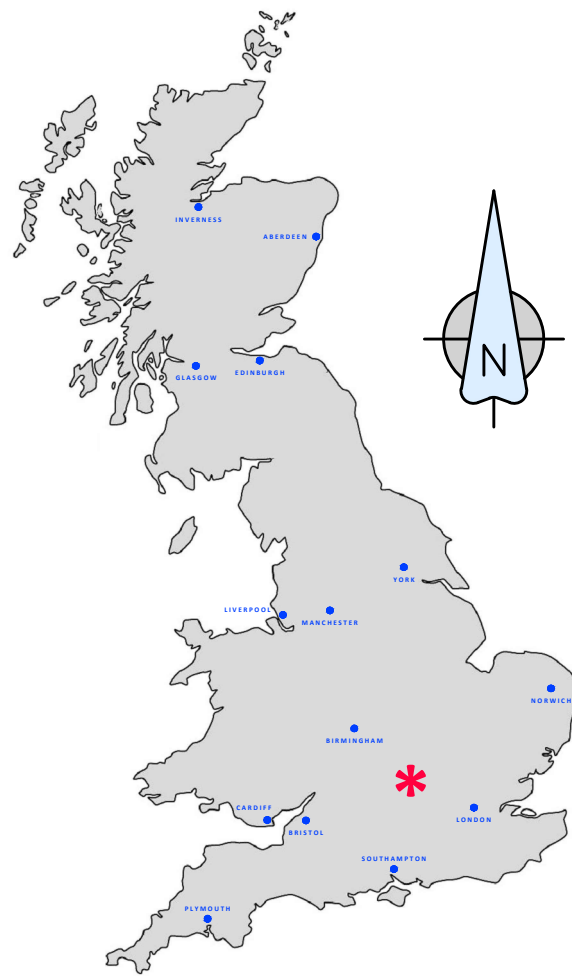 INVERNESS
ABERDEEN
N
GLASGOW
EDINBURGH
YORK
LIVERPOOL
MANCHESTER
NORWICH
BIRMINGHAM
CARDIFF
BRISTOL
LONDON
SOUTHAMPTON
PLYMOUTH